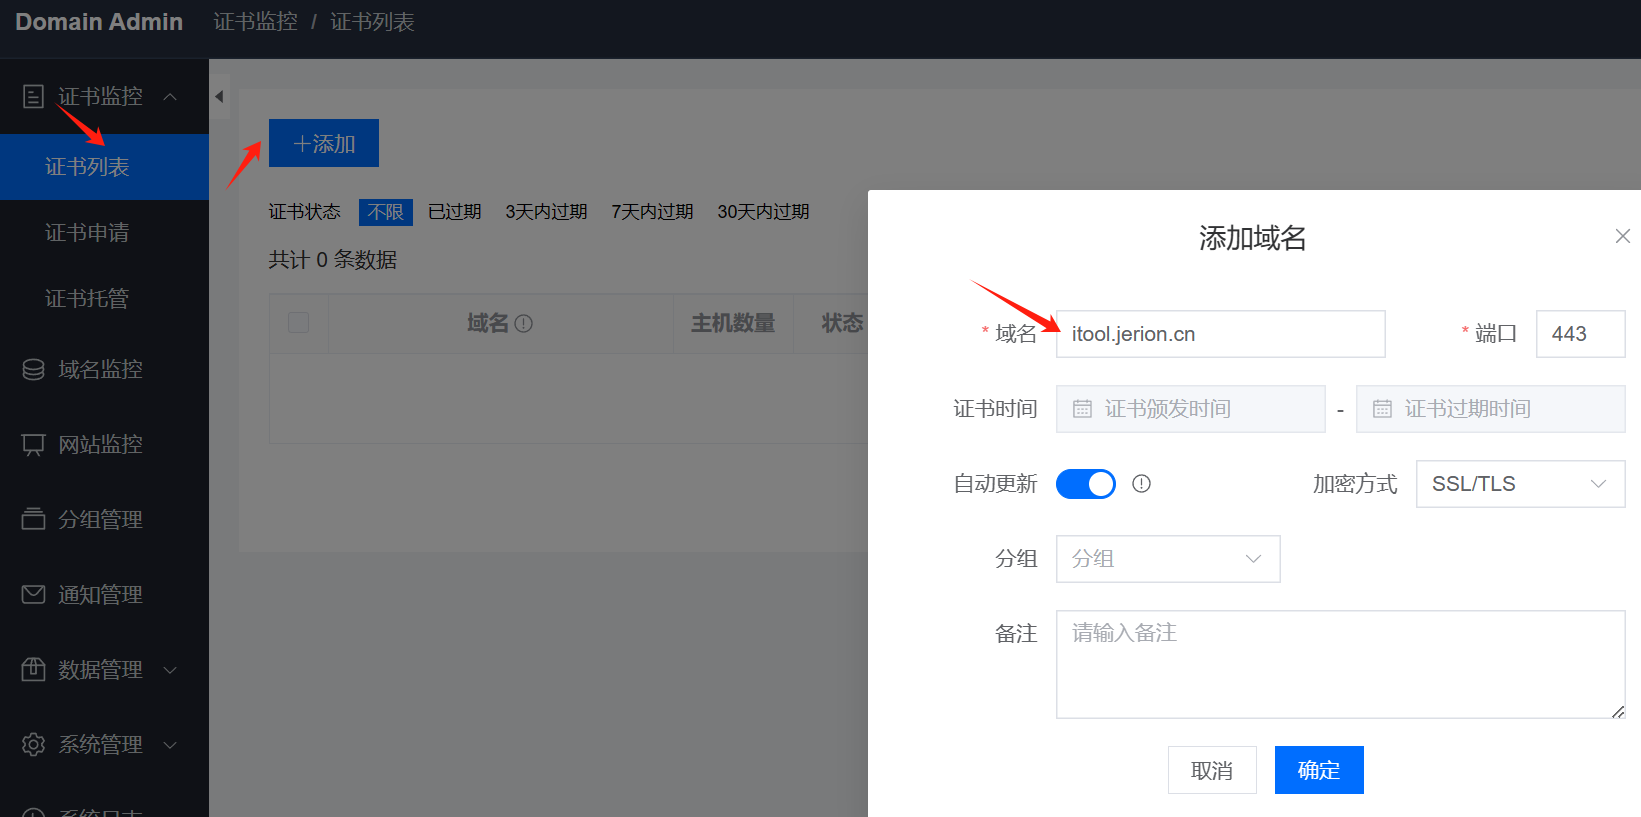 Domain Admin 证书监控 / 证书列表
证书监控
证书列表
证书申请
证书托管
域名监控
网站监控
分组管理
通知管理
数据管理
系统管理
系统日志
+添加
证书状态 不限 已过期 3天内过期 7天内过期 30天内过期
共计 0 条数据
域名 主机数量 状态
添加域名
* 域名 itool.jerion.cn * 端口 443
证书时间 证书颁发时间 - 证书过期时间
自动更新 加密方式 SSL/TLS
分组 分组
备注 请输入备注
取消 确定